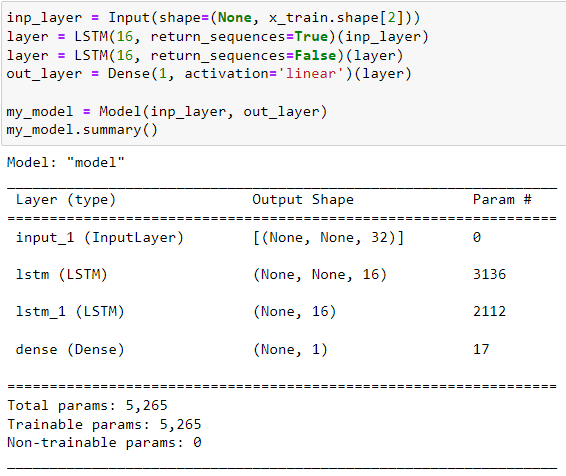 inp_layer = Input(shape=(None, x_train.shape[2]))
layer = LSTM(16, return_sequences=True)(inp_layer)
layer = LSTM(16, return_sequences=False)(layer)
out_layer = Dense(1, activation='linear')(layer)
my_model = Model(inp_layer, out_layer)
my_model.summary()
Model: "model"
_________________________________________________________________
Layer (type) Output Shape Param #
=================================================================
input_1 (InputLayer) [(None, None, 32)] 0
lstm (LSTM) (None, None, 16) 3136
lstm_1 (LSTM) (None, 16) 2112
dense (Dense) (None, 1) 17
=================================================================
Total params: 5,265
Trainable params: 5,265
Non-trainable params: 0
_________________________________________________________________